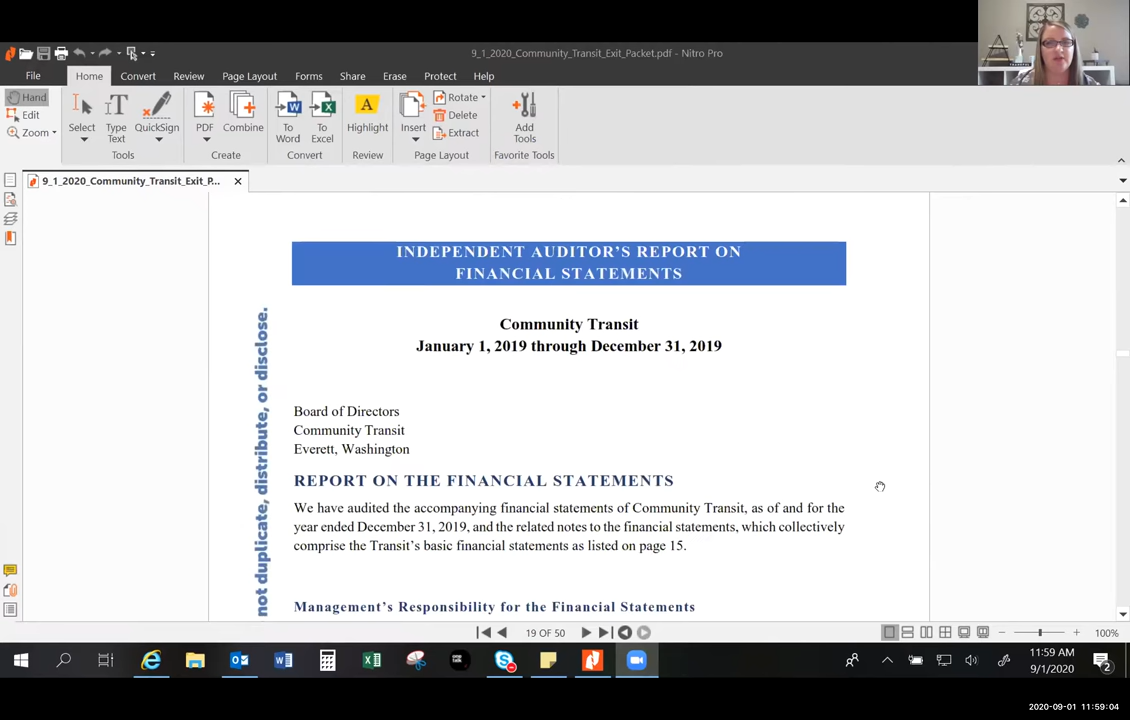 9_1_2020_Community_Transit_Exit_Packet.pdf - Nitro Pro
File Home Convert Review Page Layout Forms Share Erase Protect Help
Hand
Edit
Zoom
Select
Type Text
QuickSign
Tools
PDF
Combine
Create
To Word
To Excel
Convert
Highlight
Review
Insert
Rotate
Delete
Extract
Page Layout
Add Tools
Favorite Tools
9_1_2020_Community_Transit_Exit_P...
INDEPENDENT AUDITOR'S REPORT ON
FINANCIAL STATEMENTS
Community Transit
January 1, 2019 through December 31, 2019
Board of Directors
Community Transit
Everett, Washington
REPORT ON THE FINANCIAL STATEMENTS
We have audited the accompanying financial statements of Community Transit, as of and for the
year ended December 31, 2019, and the related notes to the financial statements, which collectively
comprise the Transit's basic financial statements as listed on page 15.
Management's Responsibility for the Financial Statements
not duplicate, distribute, or disclose.
19 OF 50
100%
11:59 AM
9/1/2020
2
2020-09-01 11:59:04